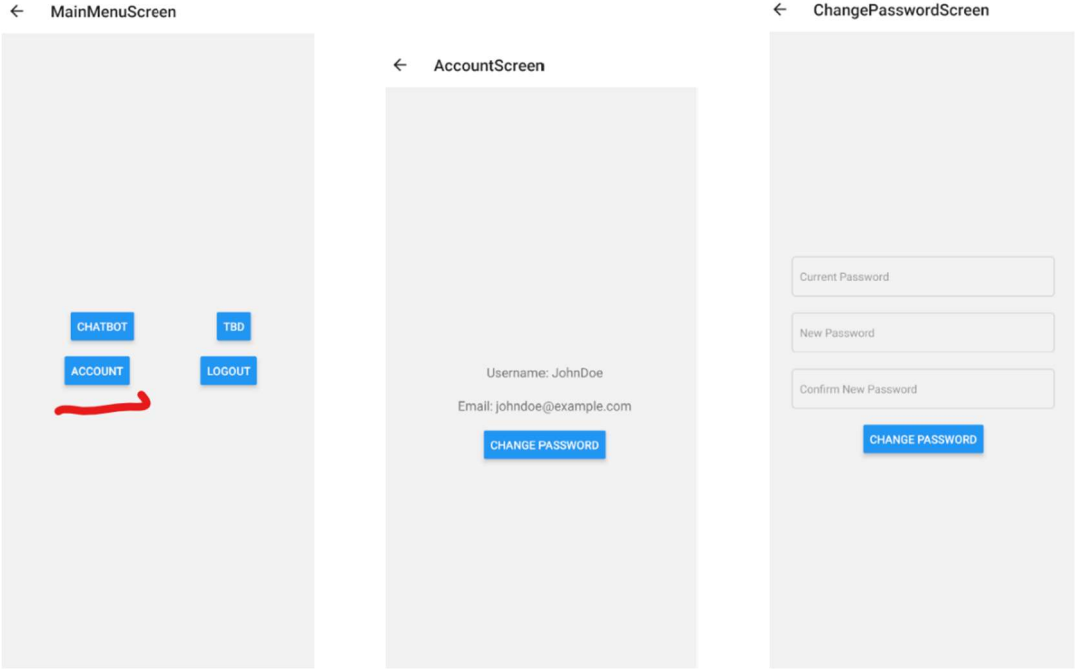 MainMenuScreen
CHATBOT
TBD
ACCOUNT
LOGOUT
AccountScreen
Username: JohnDoe
Email: johndoe@example.com
CHANGE PASSWORD
ChangePasswordScreen
Current Password
New Password
Confirm New Password
CHANGE PASSWORD